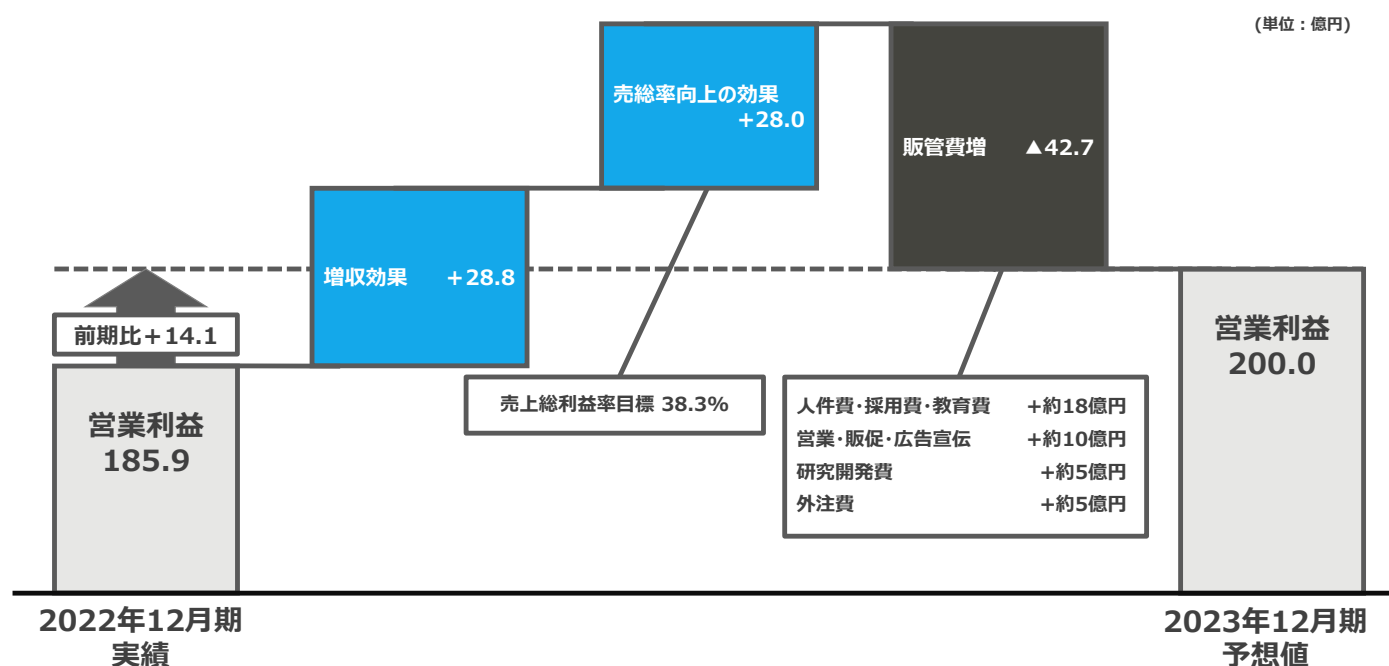 (単位：億円)
売総率向上の効果
+28.0
販管費増 ▲42.7
増収効果 +28.8
前期比＋14.1
営業利益
185.9
営業利益
200.0
売上総利益率目標 38.3%
人件費･採用費･教育費 +約18億円
営業･販促･広告宣伝 +約10億円
研究開発費 +約5億円
外注費 +約5億円
2022年12月期
実績
2023年12月期
予想値